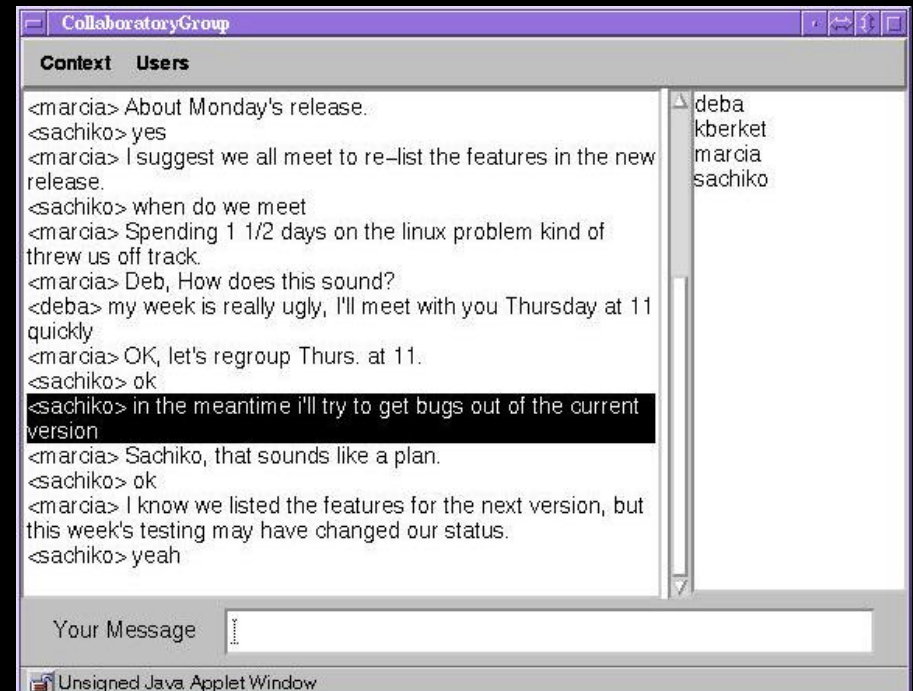 CollaboratoryGroup
Context Users
<marcia> About Monday's release.
<sachiko> yes
<marcia> I suggest we all meet to re-list the features in the new
release.
<sachiko> when do we meet
<marcia> Spending 1 1/2 days on the linux problem kind of
threw us off track.
<marcia> Deb, How does this sound?
<deba> my week is really ugly, I'll meet with you Thursday at 11
quickly
<marcia> OK, let's regroup Thurs. at 11.
<sachiko> ok
<sachiko> in the meantime i'll try to get bugs out of the current
version
<marcia> Sachiko, that sounds like a plan.
<sachiko> ok
<marcia> I know we listed the features for the next version, but
this week's testing may have changed our status.
<sachiko> yeah
deba
kberket
marcia
sachiko
Your Message
Unsigned Java Applet Window